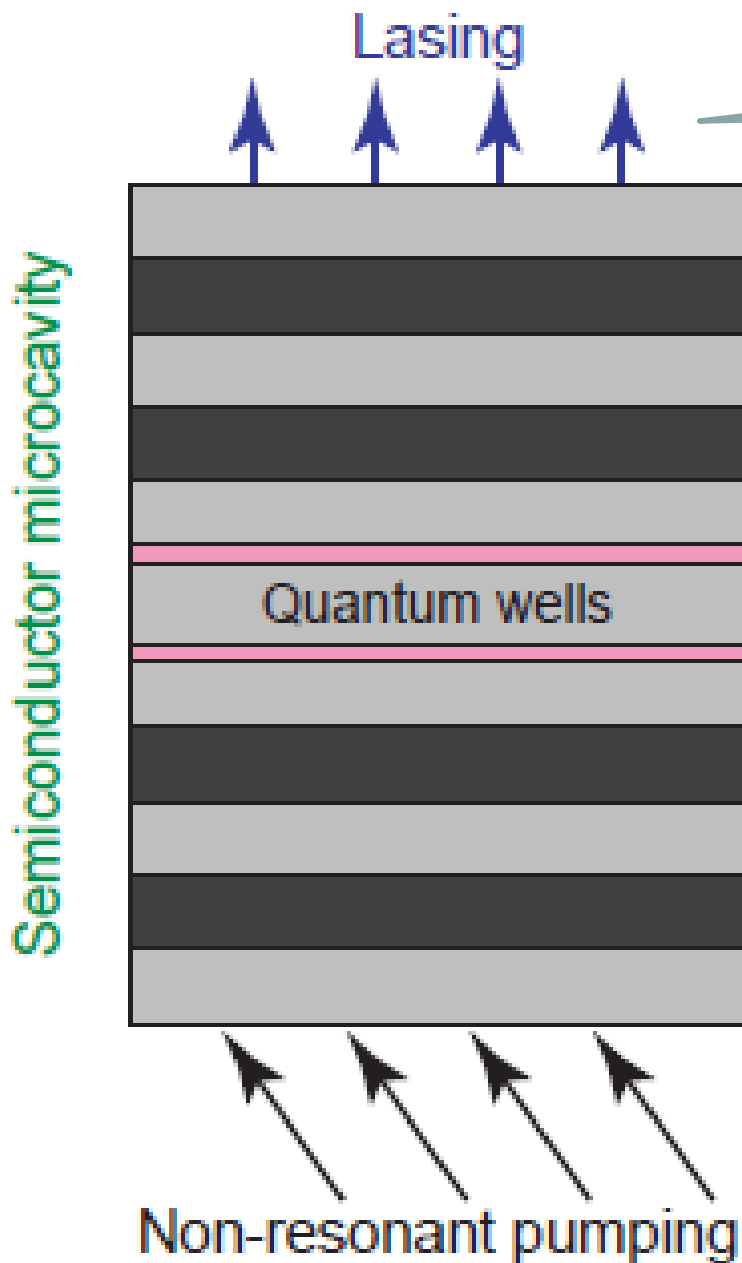 Lasing
Semiconductor microcavity
Quantum wells
Non-resonant pumping